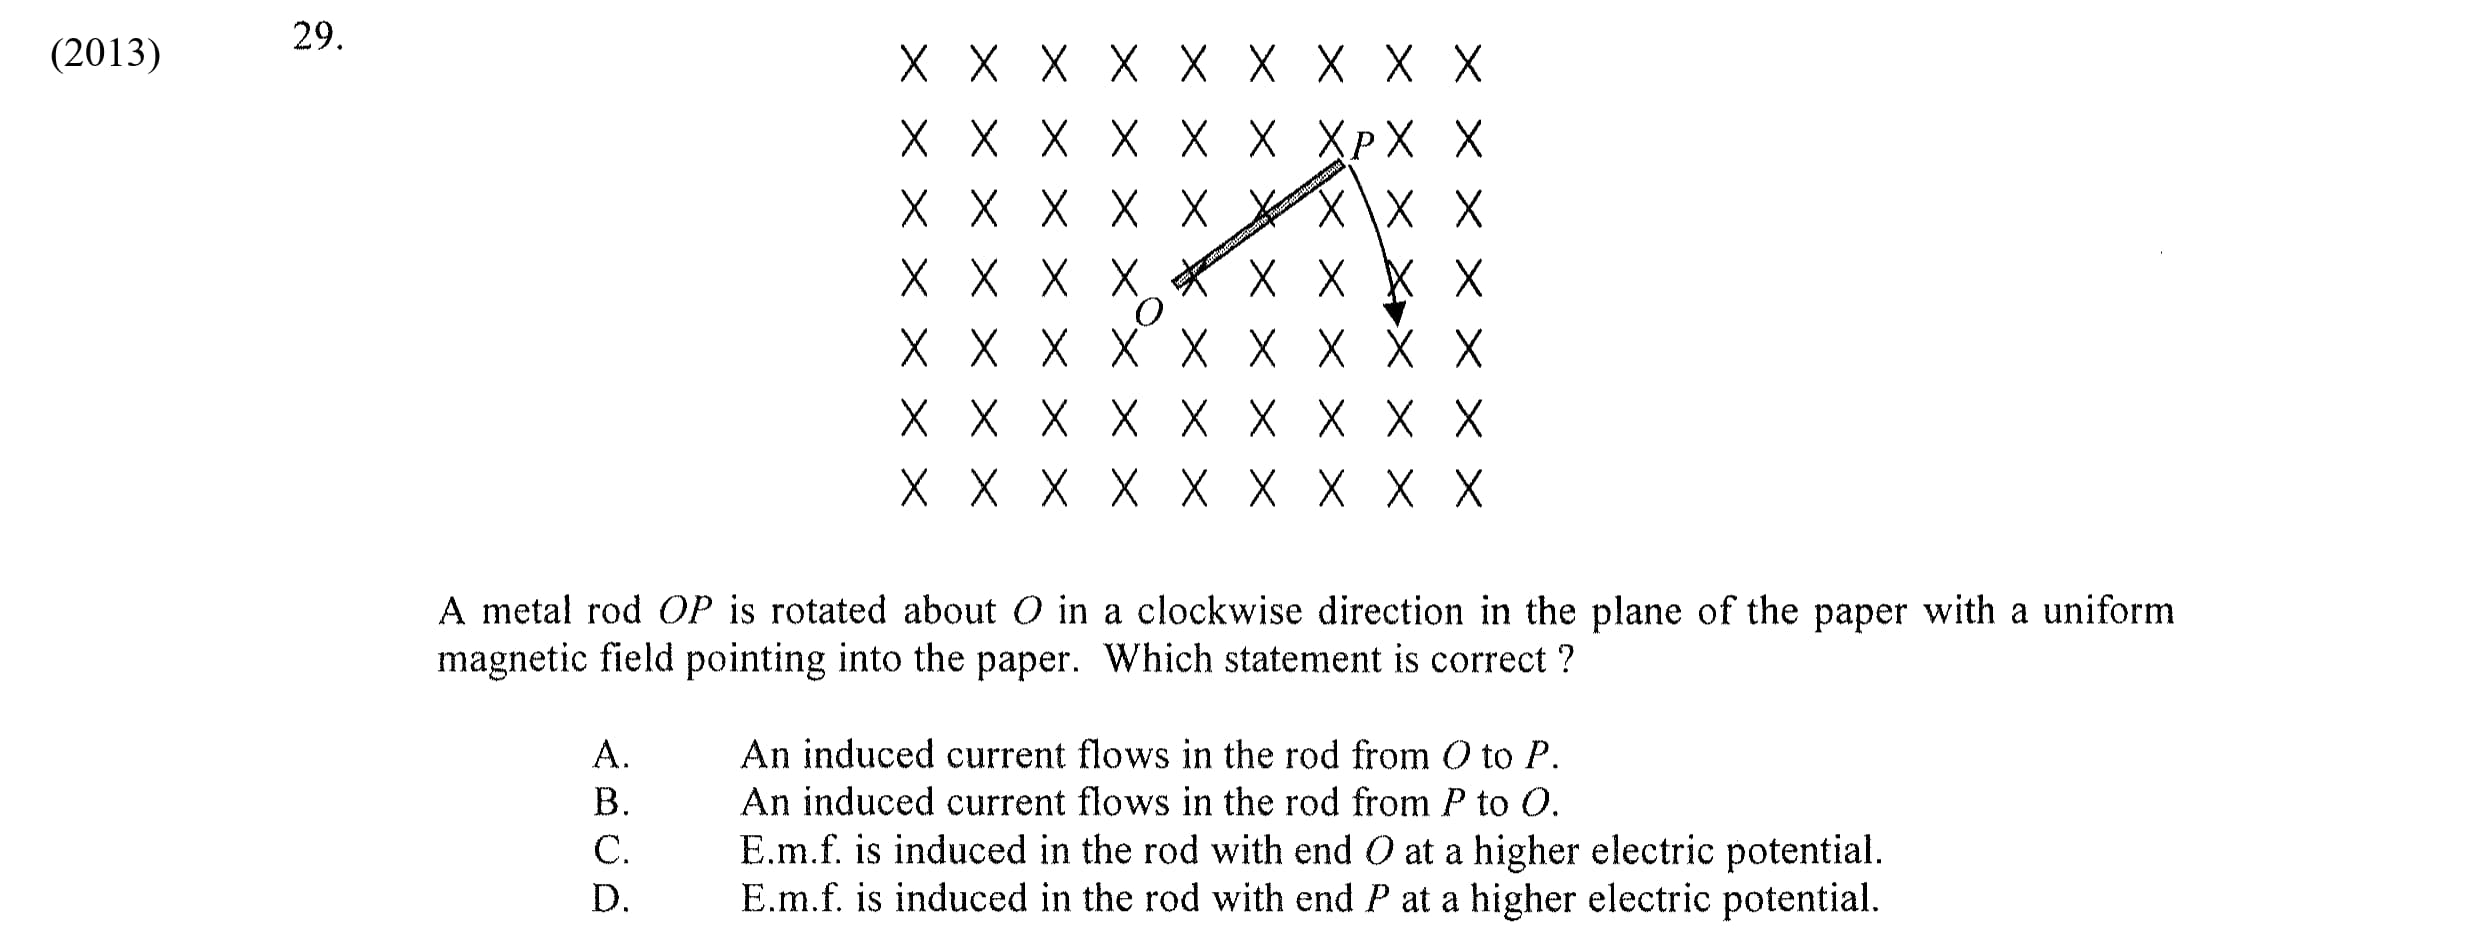 (2013) 29.
X X X X X X X X X
X X X X X X X P X X
X X X X X X X X X
X X X X X X X X X
O
X X X X X X X X X
X X X X X X X X X
X X X X X X X X X
A metal rod OP is rotated about O in a clockwise direction in the plane of the paper with a uniform
magnetic field pointing into the paper. Which statement is correct ?
A. An induced current flows in the rod from O to P.
B. An induced current flows in the rod from P to O.
C. E.m.f. is induced in the rod with end O at a higher electric potential.
D. E.m.f. is induced in the rod with end P at a higher electric potential.